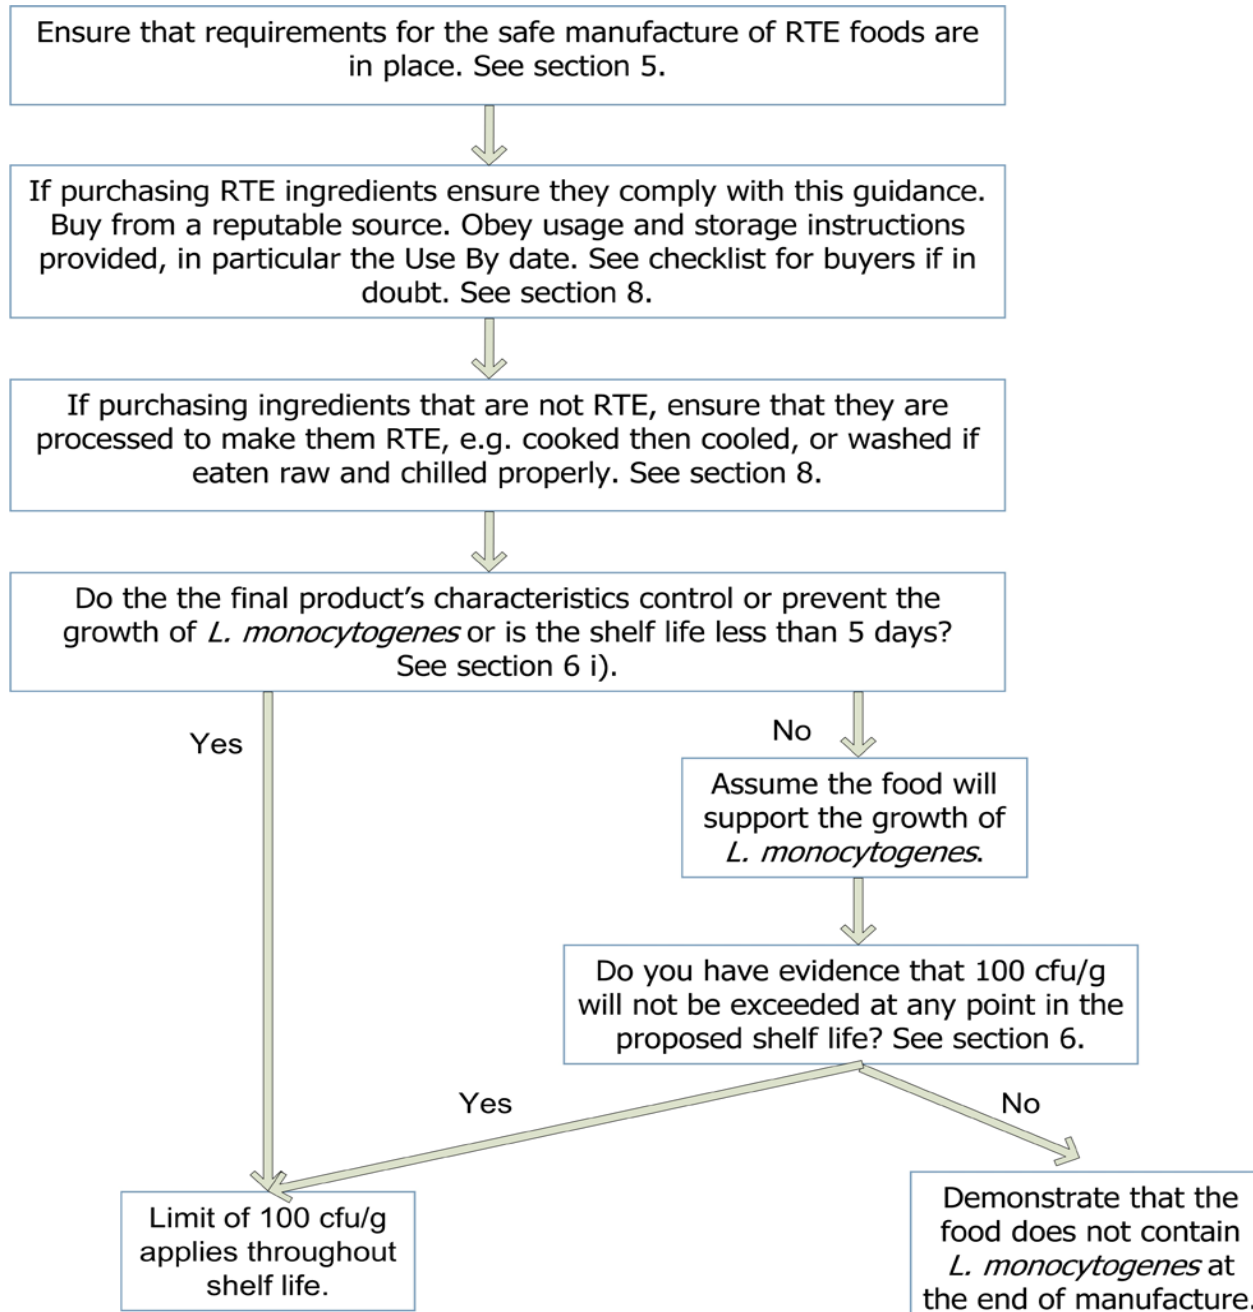 Ensure that requirements for the safe manufacture of RTE foods are
in place. See section 5.
If purchasing RTE ingredients ensure they comply with this guidance.
Buy from a reputable source. Obey usage and storage instructions
provided, in particular the Use By date. See checklist for buyers if in
doubt. See section 8.
If purchasing ingredients that are not RTE, ensure that they are
processed to make them RTE, e.g. cooked then cooled, or washed if
eaten raw and chilled properly. See section 8.
Do the the final product’s characteristics control or prevent the
growth of L. monocytogenes or is the shelf life less than 5 days?
See section 6 i).
Yes
No
Assume the food will
support the growth of
L. monocytogenes.
Do you have evidence that 100 cfu/g
will not be exceeded at any point in the
proposed shelf life? See section 6.
Yes
No
Limit of 100 cfu/g
applies throughout
shelf life.
Demonstrate that the
food does not contain
L. monocytogenes at
the end of manufacture.